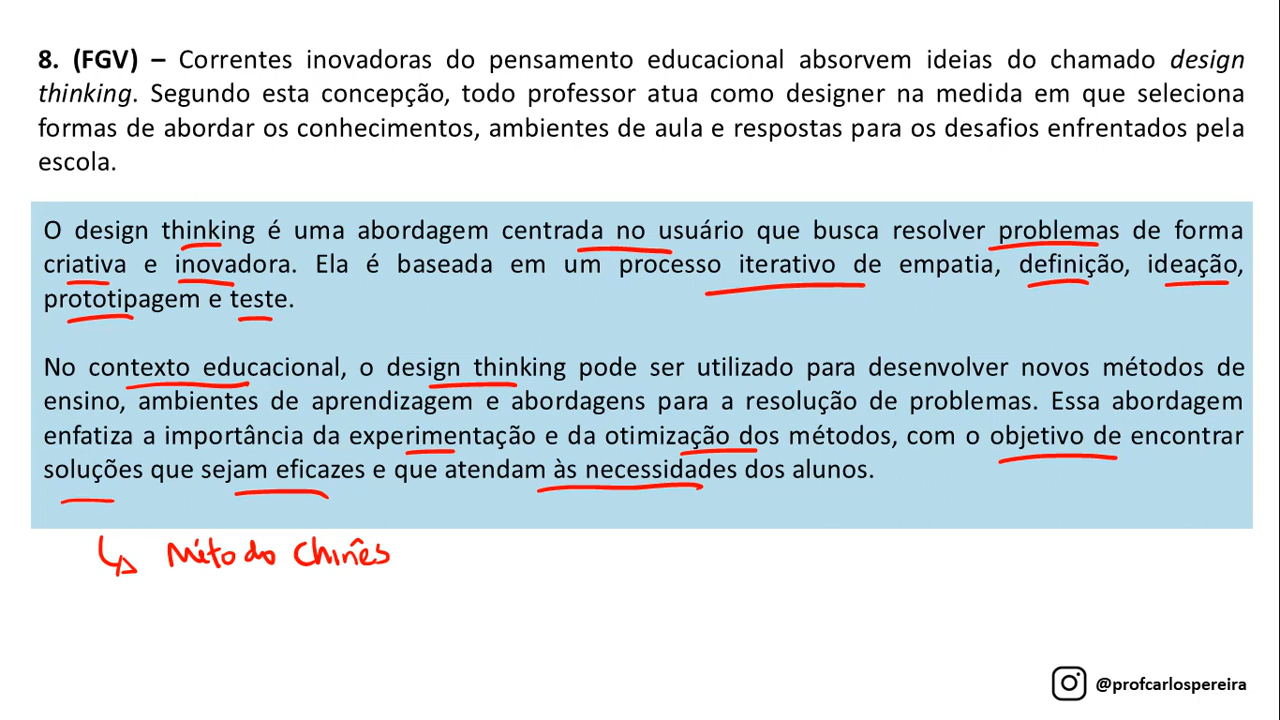 8. (FGV) – Correntes inovadoras do pensamento educacional absorvem ideias do chamado design
thinking. Segundo esta concepção, todo professor atua como designer na medida em que seleciona
formas de abordar os conhecimentos, ambientes de aula e respostas para os desafios enfrentados pela
escola.
O design thinking é uma abordagem centrada no usuário que busca resolver problemas de forma
criativa e inovadora. Ela é baseada em um processo iterativo de empatia, definição, ideação,
prototipagem e teste.
No contexto educacional, o design thinking pode ser utilizado para desenvolver novos métodos de
ensino, ambientes de aprendizagem e abordagens para a resolução de problemas. Essa abordagem
enfatiza a importância da experimentação e da otimização dos métodos, com o objetivo de encontrar
soluções que sejam eficazes e que atendam às necessidades dos alunos.
Método Chinês
@profcarlospereira